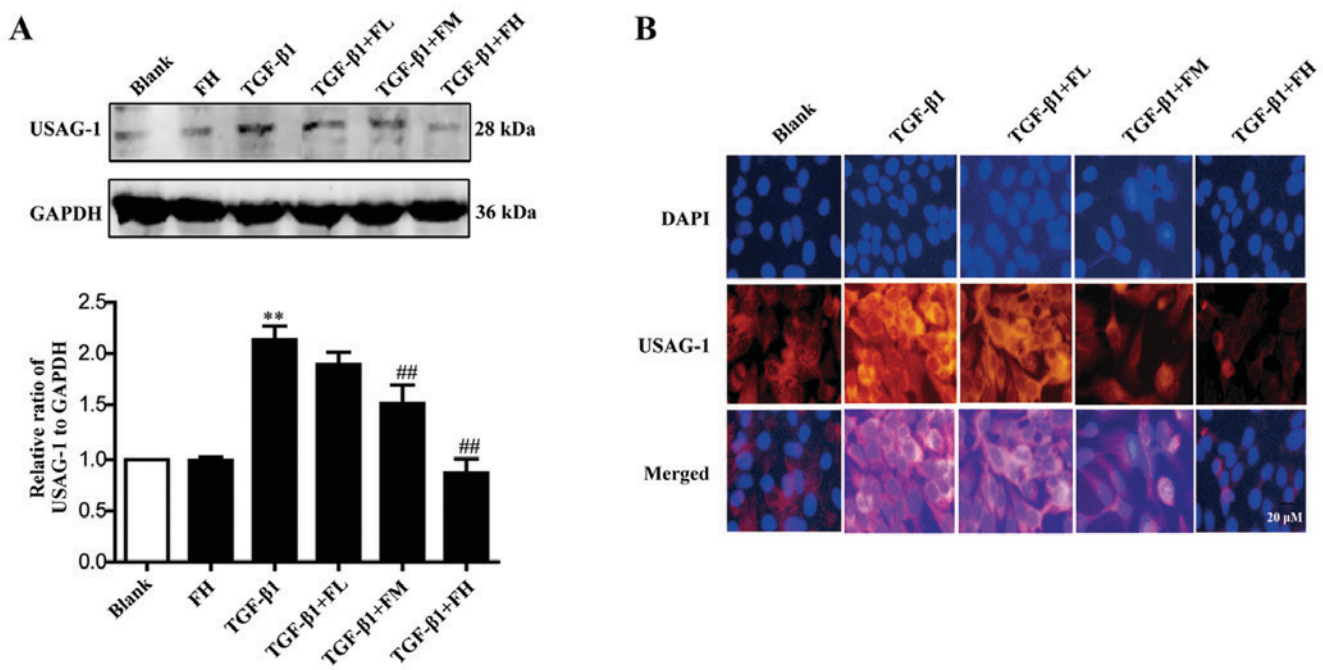 A
Blank
FH
TGF-β1
TGF-β1+FL
TGF-β1+FM
TGF-β1+FH
USAG-1
28 kDa
GAPDH
36 kDa
Relative ratio of
USAG-1 to GAPDH
2.5
2.0
1.5
1.0
0.5
0.0
**
##
##
Blank
FH
TGF-β1
TGF-β1+FL
TGF-β1+FM
TGF-β1+FH
B
Blank
TGF-β1
TGF-β1+FL
TGF-β1+FM
TGF-β1+FH
DAPI
USAG-1
Merged
20 μM